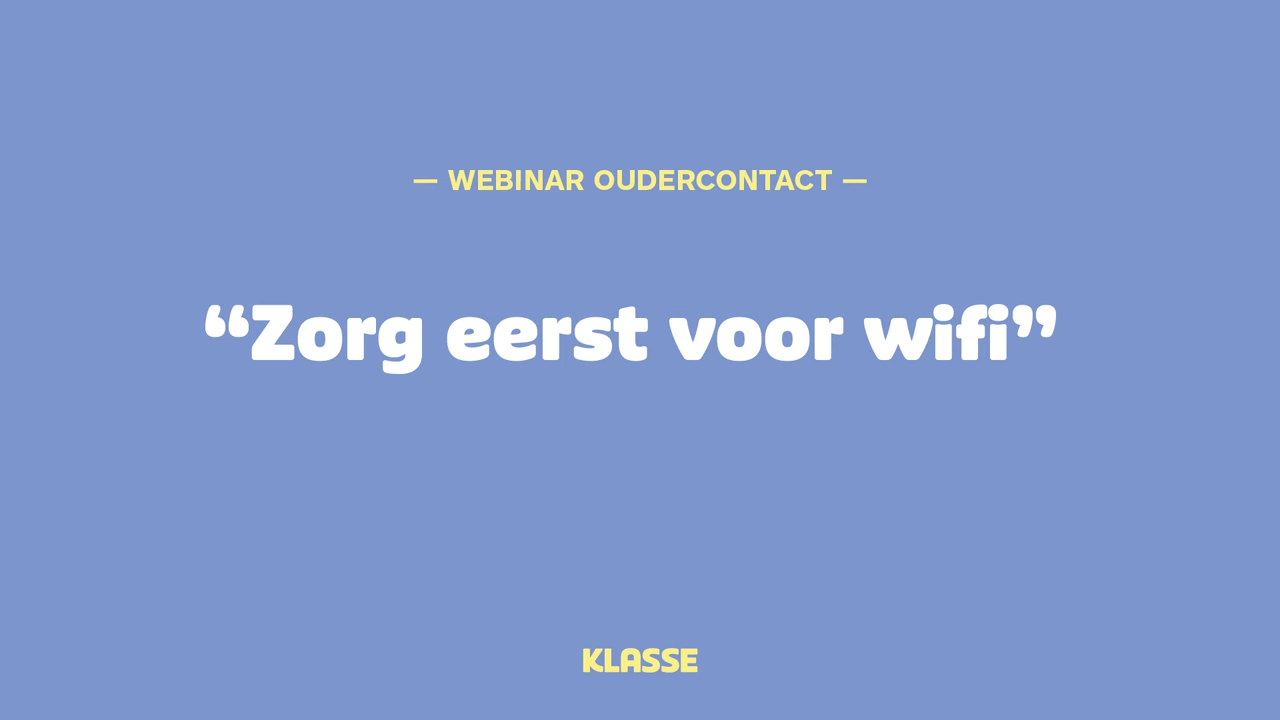 — WEBINAR OUDERCONTACT —
“Zorg eerst voor wifi”
KLASSE